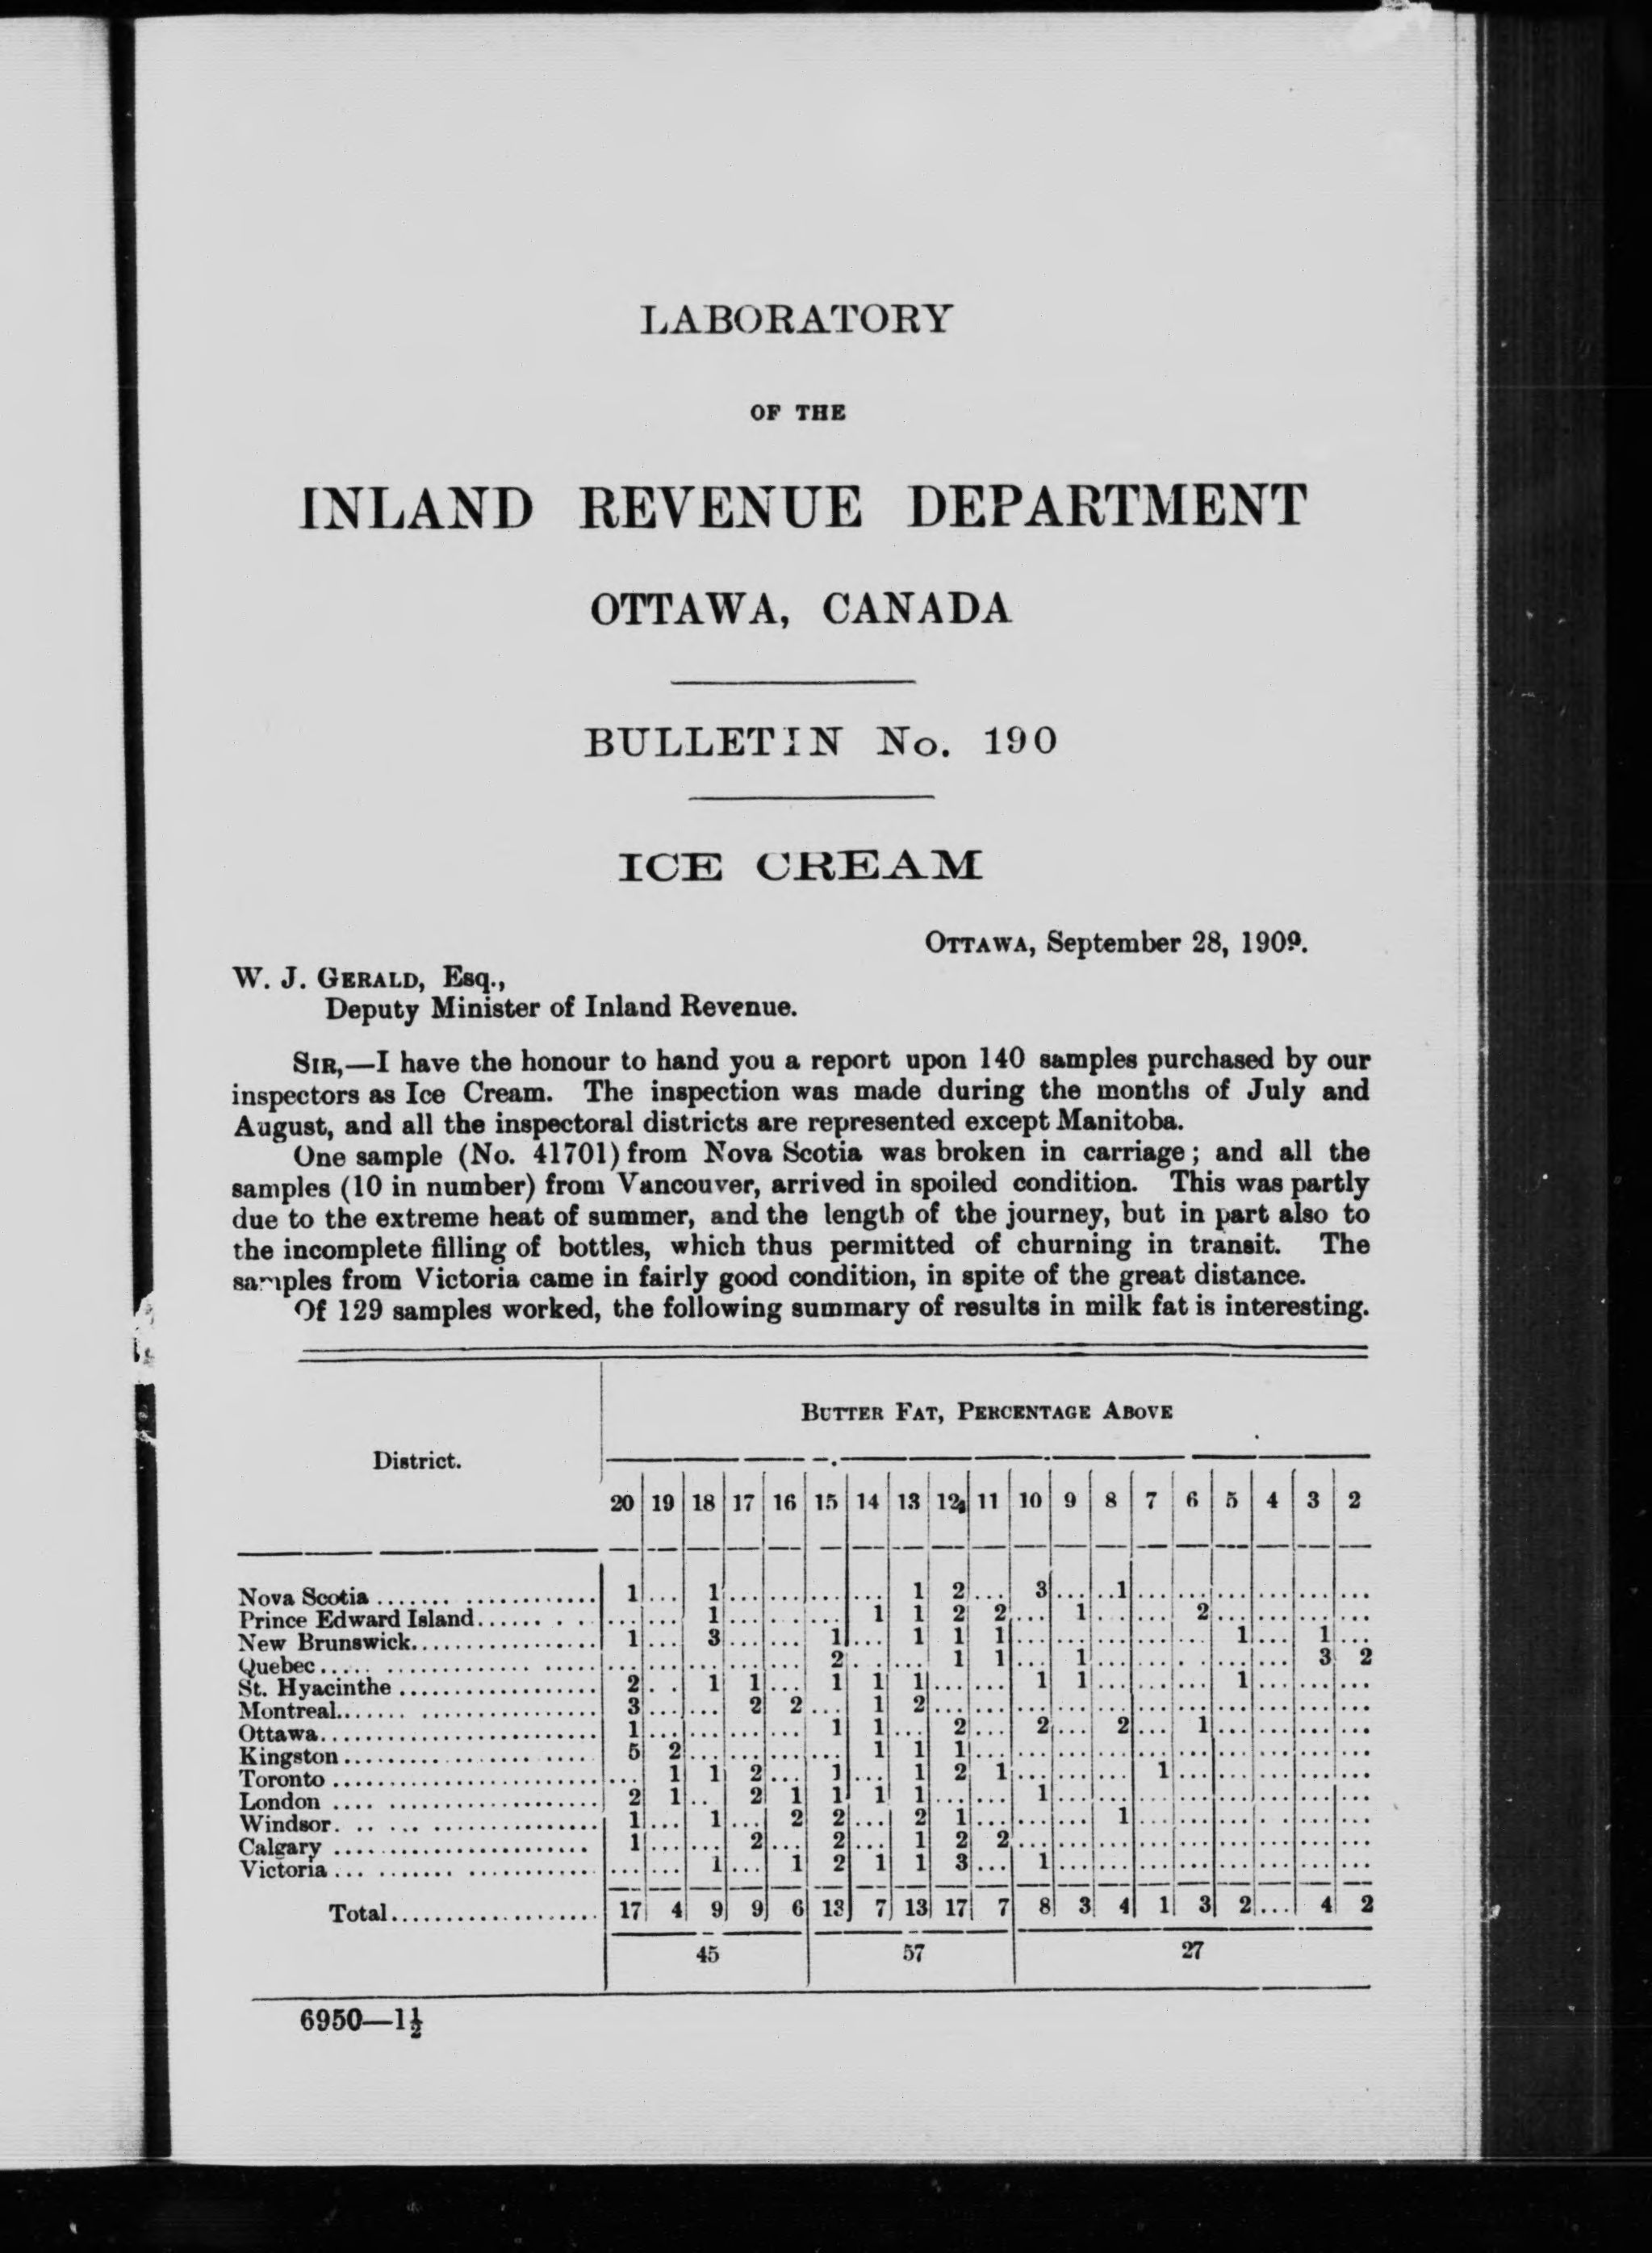 LABORATORY
OF THE
INLAND REVENUE DEPARTMENT
OTTAWA, CANADA
BULLETIN No. 190
ICE CREAM
OTTAWA, September 28, 1909.
W. J. GERALD, Esq.,
Deputy Minister of Inland Revenue.
SIR,—I have the honour to hand you a report upon 140 samples purchased by our
inspectors as Ice Cream. The inspection was made during the months of July and
August, and all the inspectoral districts are represented except Manitoba.
One sample (No. 41701) from Nova Scotia was broken in carriage; and all the
samples (10 in number) from Vancouver, arrived in spoiled condition. This was partly
due to the extreme heat of summer, and the length of the journey, but in part also to
the incomplete filling of bottles, which thus permitted of churning in transit. The
samples from Victoria came in fairly good condition, in spite of the great distance.
Of 129 samples worked, the following summary of results in milk fat is interesting.
BUTTER FAT, PERCENTAGE ABOVE
District.
20 19 18 17 16 15 14 13 12 11 10 9 8 7 6 5 4 3 2
Nova Scotia ... 1 ... 1 ... ... ... ... 1 2 ... 3 ... 1 ... ... ... ... ... ...
Prince Edward Island ... ... ... 1 ... ... ... 1 1 2 2 ... 1 ... ... 2 ... ... ... ...
New Brunswick ... 1 ... 3 ... ... 1 ... 1 1 1 ... ... ... ... ... 1 ... 1 ...
Quebec ... ... ... ... ... ... 2 ... ... 1 1 ... 1 ... ... ... ... ... 3 2
St. Hyacinthe ... 2 ... 1 1 ... 1 1 1 ... ... 1 1 ... ... ... 1 ... ... ...
Montreal ... 3 ... ... 2 2 ... 1 2 ... ... ... ... ... ... ... ... ... ... ...
Ottawa ... 1 ... ... ... ... 1 1 ... 2 ... 2 ... 2 ... 1 ... ... ... ...
Kingston ... 5 2 ... ... ... ... 1 1 1 ... ... ... ... ... ... ... ... ... ...
Toronto ... ... 1 1 2 ... 1 ... 1 2 1 ... ... ... 1 ... ... ... ... ...
London ... 2 1 ... 2 1 1 1 1 ... ... 1 ... ... ... ... ... ... ... ...
Windsor ... 1 ... 1 ... 2 2 ... 2 1 ... ... ... 1 ... ... ... ... ... ...
Calgary ... 1 ... ... 2 ... 2 ... 1 2 2 ... ... ... ... ... ... ... ... ...
Victoria ... ... ... 1 ... 1 2 1 1 3 ... 1 ... ... ... ... ... ... ... ...
Total ... 17 4 9 9 6 13 7 13 17 7 8 3 4 1 3 2 ... 4 2
45 57 27
6950—1½